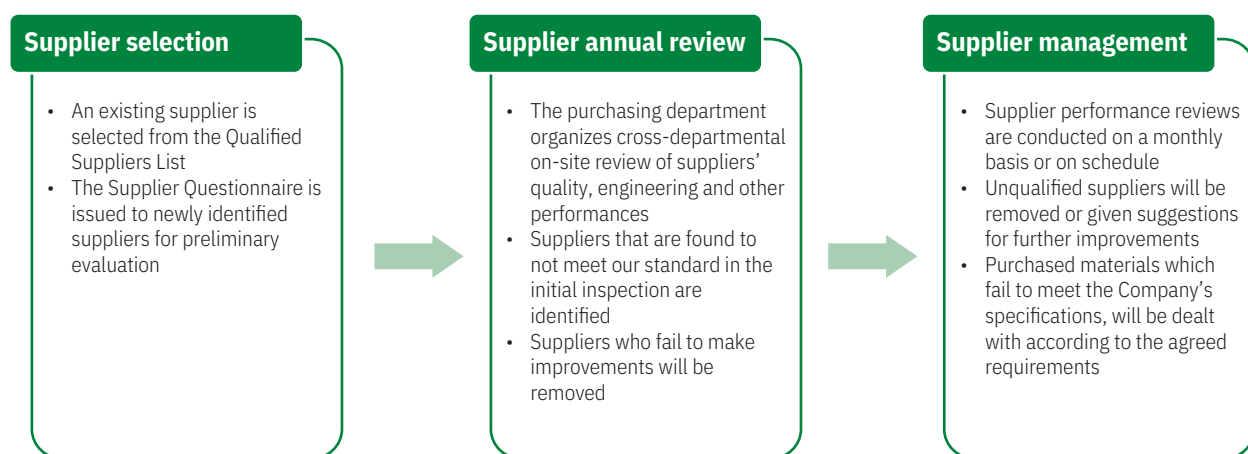 Supplier selection
• An existing supplier is
selected from the Qualified
Suppliers List
• The Supplier Questionnaire is
issued to newly identified
suppliers for preliminary
evaluation
Supplier annual review
• The purchasing department
organizes cross-departmental
on-site review of suppliers’
quality, engineering and other
performances
• Suppliers that are found to
not meet our standard in the
initial inspection are
identified
• Suppliers who fail to make
improvements will be
removed
Supplier management
• Supplier performance reviews
are conducted on a monthly
basis or on schedule
• Unqualified suppliers will be
removed or given suggestions
for further improvements
• Purchased materials which
fail to meet the Company’s
specifications, will be dealt
with according to the agreed
requirements